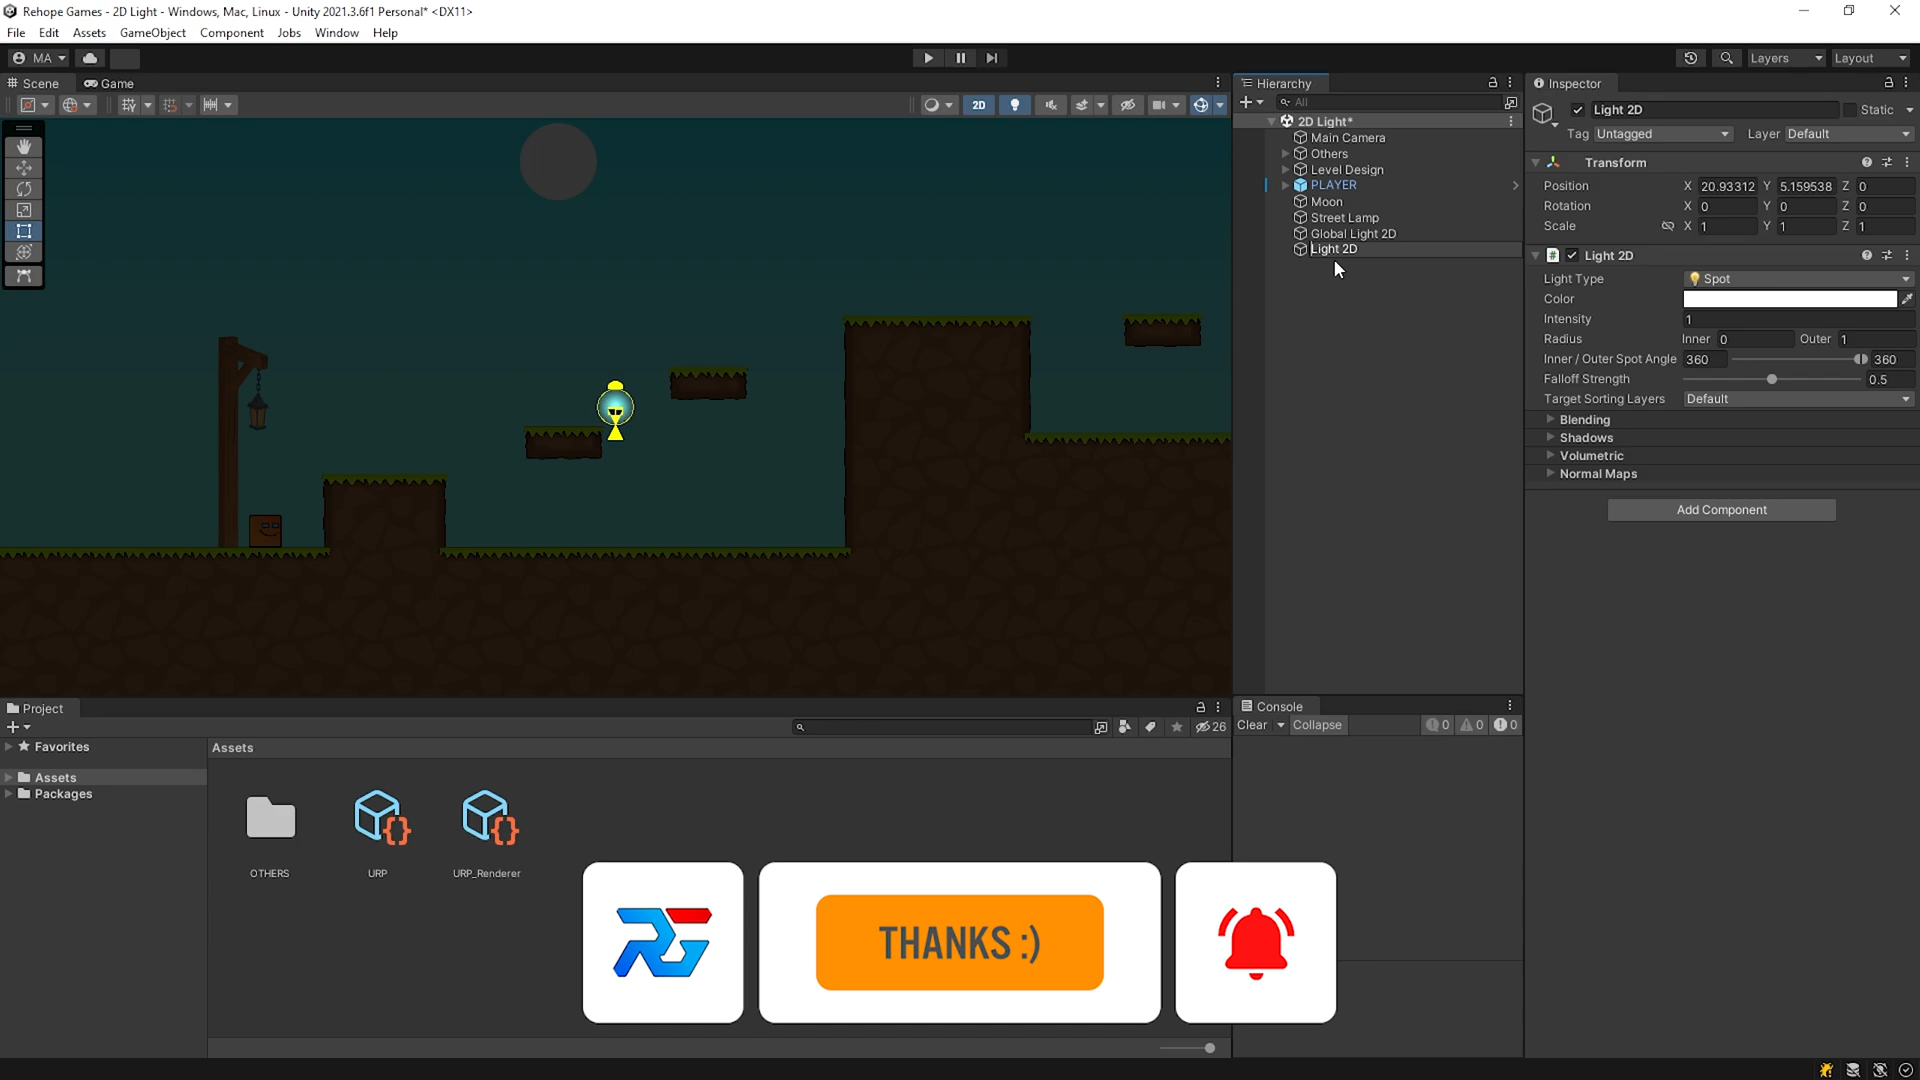 Rehope Games - 2D Light - Windows, Mac, Linux - Unity 2021.3.6f1 Personal* <DX11>
File Edit Assets GameObject Component Jobs Window Help
MA Layers Layout
Scene Game
2D
Hierarchy
All
2D Light*
Main Camera
Others
Level Design
PLAYER
Moon
Street Lamp
Global Light 2D
Light 2D
Inspector
Light 2D Static
Tag Untagged Layer Default
Transform
Position X 20.93312 Y 5.159538 Z 0
Rotation X 0 Y 0 Z 0
Scale X 1 Y 1 Z 1
Light 2D
Light Type Spot
Color
Intensity 1
Radius Inner 0 Outer 1
Inner / Outer Spot Angle 360 360
Falloff Strength 0.5
Target Sorting Layers Default
Blending
Shadows
Volumetric
Normal Maps
Add Component
Project
26
Favorites
Assets
Packages
Assets
OTHERS URP URP_Renderer
Console
Clear Collapse 0 0 0
RG
THANKS :)